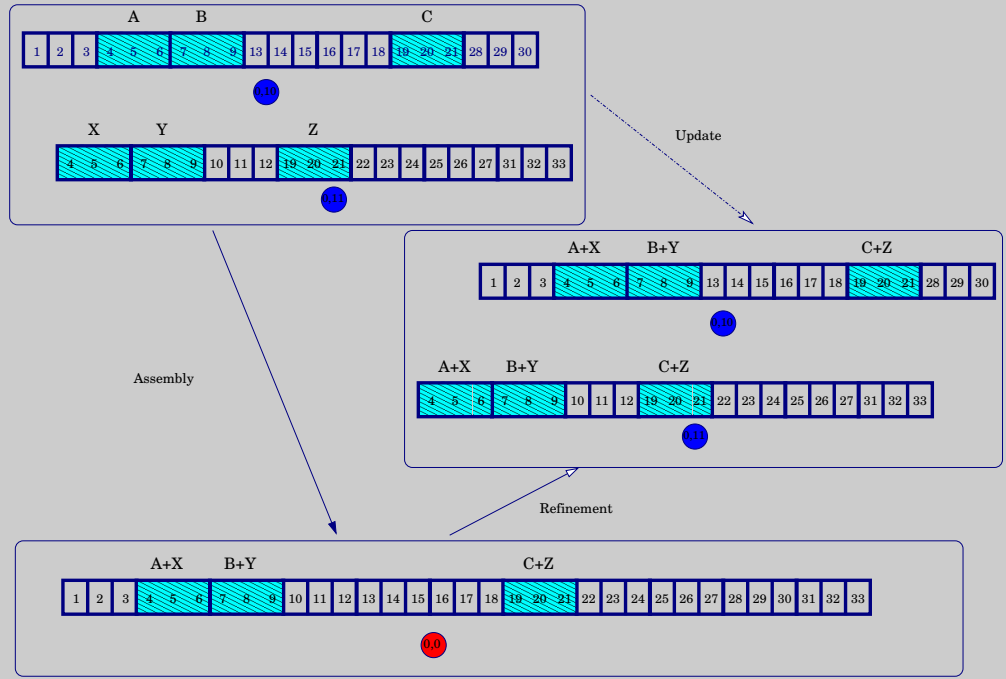 A B C
1 2 3 4 5 6 7 8 9 13 14 15 16 17 18 19 20 21 28 29 30
0,10
X Y Z
4 5 6 7 8 9 10 11 12 19 20 21 22 23 24 25 26 27 31 32 33
0,11
Update
A+X B+Y C+Z
1 2 3 4 5 6 7 8 9 13 14 15 16 17 18 19 20 21 28 29 30
0,10
A+X B+Y C+Z
4 5 6 7 8 9 10 11 12 19 20 21 22 23 24 25 26 27 31 32 33
0,11
Assembly
Refinement
A+X B+Y C+Z
1 2 3 4 5 6 7 8 9 10 11 12 13 14 15 16 17 18 19 20 21 22 23 24 25 26 27 28 29 30 31 32 33
0,0